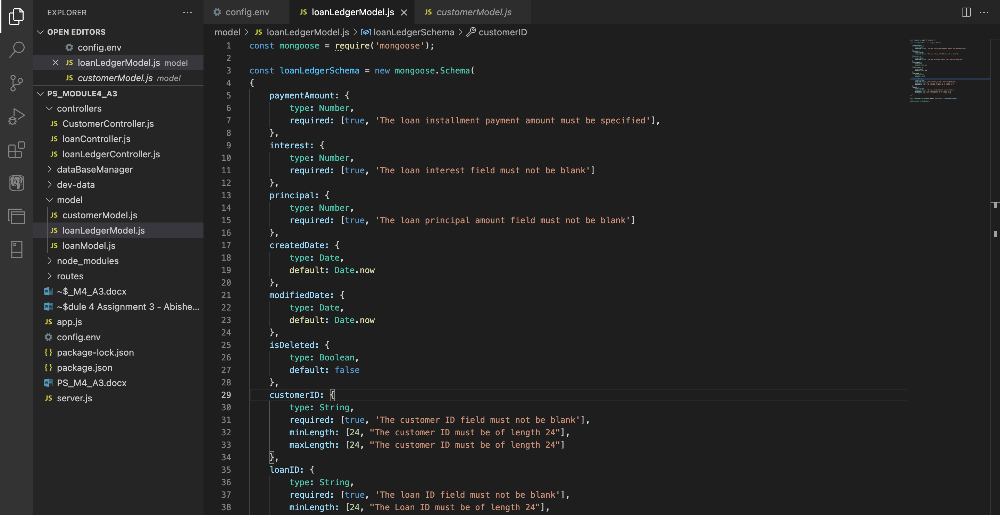 EXPLORER
OPEN EDITORS
config.env
loanLedgerModel.js model
customerModel.js model
PS_MODULE4_A3
controllers
JS CustomerController.js
JS loanController.js
JS loanLedgerController.js
dataBaseManager
dev-data
model
JS customerModel.js
JS loanLedgerModel.js
JS loanModel.js
node_modules
routes
~$_M4_A3.docx
~$dule 4 Assignment 3 - Abishe...
JS app.js
config.env
{} package-lock.json
{} package.json
PS_M4_A3.docx
JS server.js
config.env JS loanLedgerModel.js JS customerModel.js
model > JS loanLedgerModel.js > loanLedgerSchema > customerID
1 const mongoose = require('mongoose');
2
3 const loanLedgerSchema = new mongoose.Schema(
4 {
5 paymentAmount: {
6 type: Number,
7 required: [true, 'The loan installment payment amount must be specified'],
8 },
9 interest: {
10 type: Number,
11 required: [true, 'The loan interest field must not be blank']
12 },
13 principal: {
14 type: Number,
15 required: [true, 'The loan principal amount field must not be blank']
16 },
17 createdDate: {
18 type: Date,
19 default: Date.now
20 },
21 modifiedDate: {
22 type: Date,
23 default: Date.now
24 },
25 isDeleted: {
26 type: Boolean,
27 default: false
28 },
29 customerID: {
30 type: String,
31 required: [true, 'The customer ID field must not be blank'],
32 minLength: [24, "The customer ID must be of length 24"],
33 maxLength: [24, "The customer ID must be of length 24"]
34 },
35 loanID: {
36 type: String,
37 required: [true, 'The loan ID field must not be blank'],
38 minLength: [24, "The Loan ID must be of length 24"],